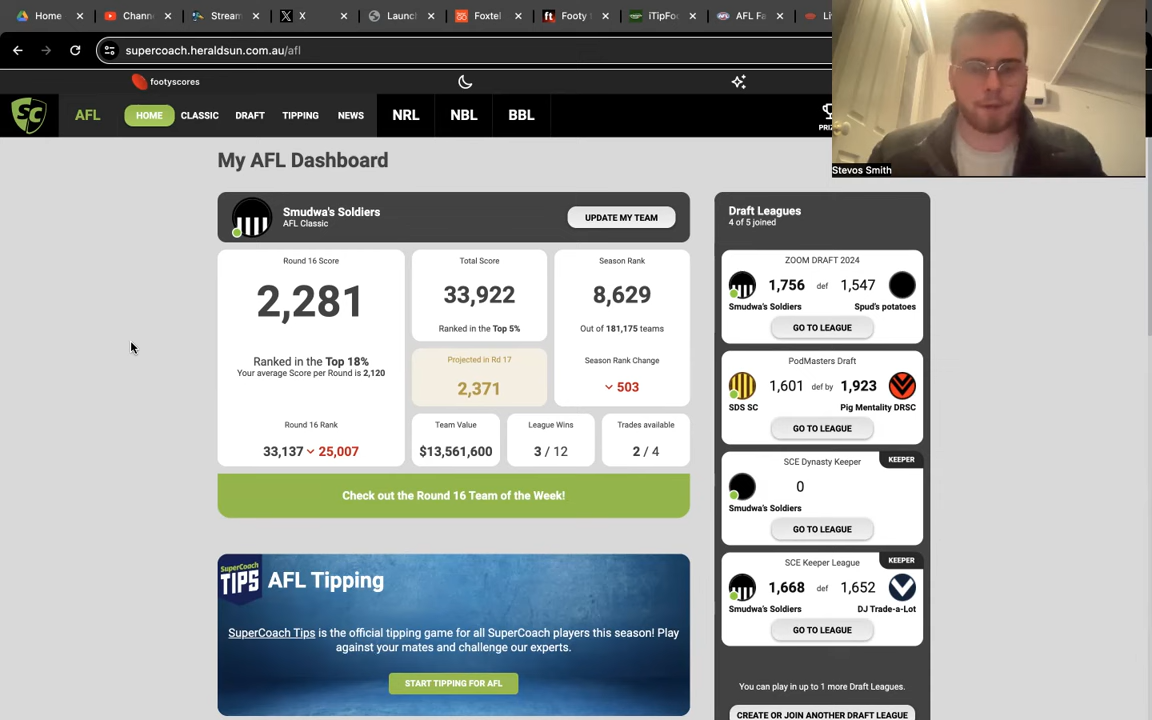 Home
Chann
Stream
X
Launc
Foxtel
Footy
iTipFo
AFL Fa
Li
supercoach.heraldsun.com.au/afl
footyscores
SC
AFL
HOME
CLASSIC
DRAFT
TIPPING
NEWS
NRL
NBL
BBL
PRI
Stevos Smith
My AFL Dashboard
Smudwa's Soldiers
AFL Classic
UPDATE MY TEAM
Round 16 Score
2,281
Ranked in the Top 18%
Your average Score per Round is 2,120
Round 16 Rank
33,137 25,007
Total Score
33,922
Ranked in the Top 5%
Projected in Rd 17
2,371
Season Rank
8,629
Out of 181,175 teams
Season Rank Change
503
Team Value
$13,561,600
League Wins
3 / 12
Trades available
2 / 4
Check out the Round 16 Team of the Week!
SuperCoach
TIPS
AFL Tipping
SuperCoach Tips is the official tipping game for all SuperCoach players this season! Play
against your mates and challenge our experts.
START TIPPING FOR AFL
Draft Leagues
4 of 5 joined
ZOOM DRAFT 2024
1,756 def 1,547
Smudwa's Soldiers Spud's potatoes
GO TO LEAGUE
PodMasters Draft
1,601 def by 1,923
SDS SC Pig Mentality DRSC
GO TO LEAGUE
KEEPER
SCE Dynasty Keeper
0
Smudwa's Soldiers
GO TO LEAGUE
KEEPER
SCE Keeper League
1,668 def 1,652
Smudwa's Soldiers DJ Trade-a-Lot
GO TO LEAGUE
You can play in up to 1 more Draft Leagues.
CREATE OR JOIN ANOTHER DRAFT LEAGUE